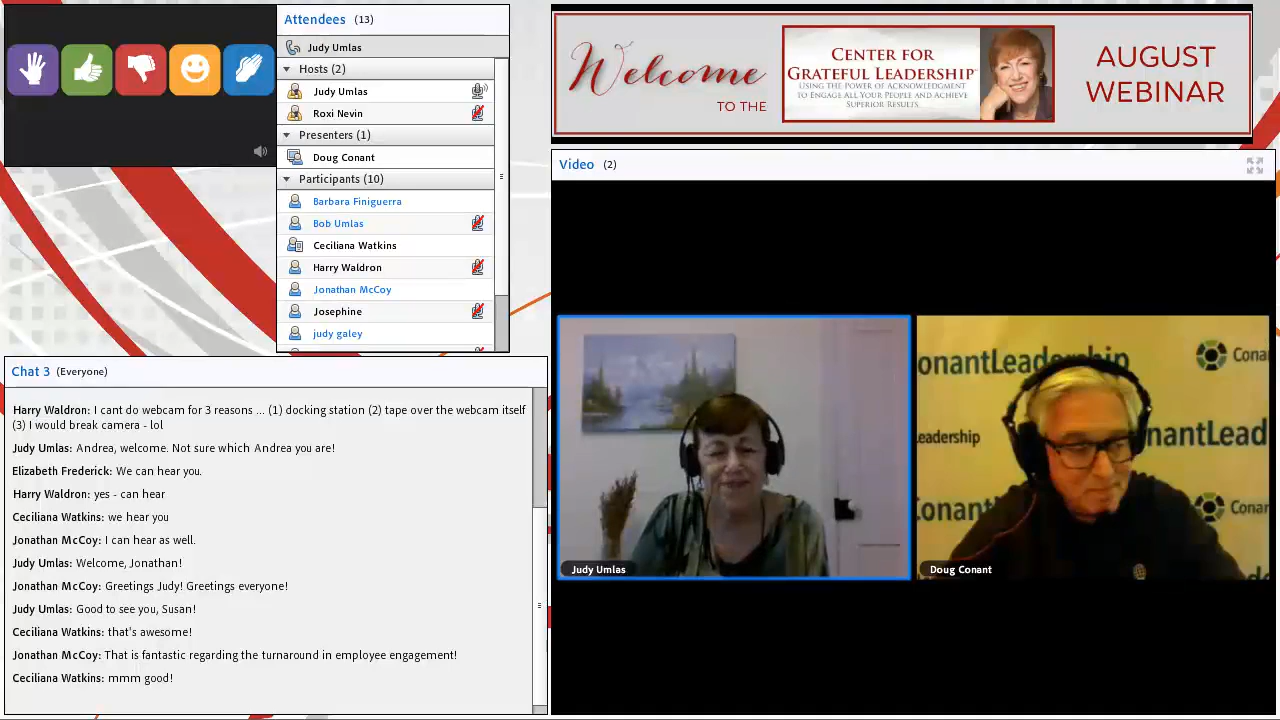 Attendees (13)
Judy Umlas
Hosts (2)
Judy Umlas
Roxi Nevin
Presenters (1)
Doug Conant
Participants (10)
Barbara Finiguerra
Bob Umlas
Ceciliana Watkins
Harry Waldron
Jonathan McCoy
Josephine
judy galey
Welcome
TO THE
CENTER FOR
GRATEFUL LEADERSHIP
USING THE POWER OF ACKNOWLEDGMENT
TO ENGAGE ALL YOUR PEOPLE AND ACHIEVE
SUPERIOR RESULTS
AUGUST
WEBINAR
Video (2)
onantLeadership
Conan
eadership
nantLead
onantL
Conan
Judy Umlas
Doug Conant
Chat 3 (Everyone)
Harry Waldron: I cant do webcam for 3 reasons ... (1) docking station (2) tape over the webcam itself
(3) I would break camera - lol
Judy Umlas: Andrea, welcome. Not sure which Andrea you are!
Elizabeth Frederick: We can hear you.
Harry Waldron: yes - can hear
Ceciliana Watkins: we hear you
Jonathan McCoy: I can hear as well.
Judy Umlas: Welcome, Jonathan!
Jonathan McCoy: Greetings Judy! Greetings everyone!
Judy Umlas: Good to see you, Susan!
Ceciliana Watkins: that's awesome!
Jonathan McCoy: That is fantastic regarding the turnaround in employee engagement!
Ceciliana Watkins: mmm good!